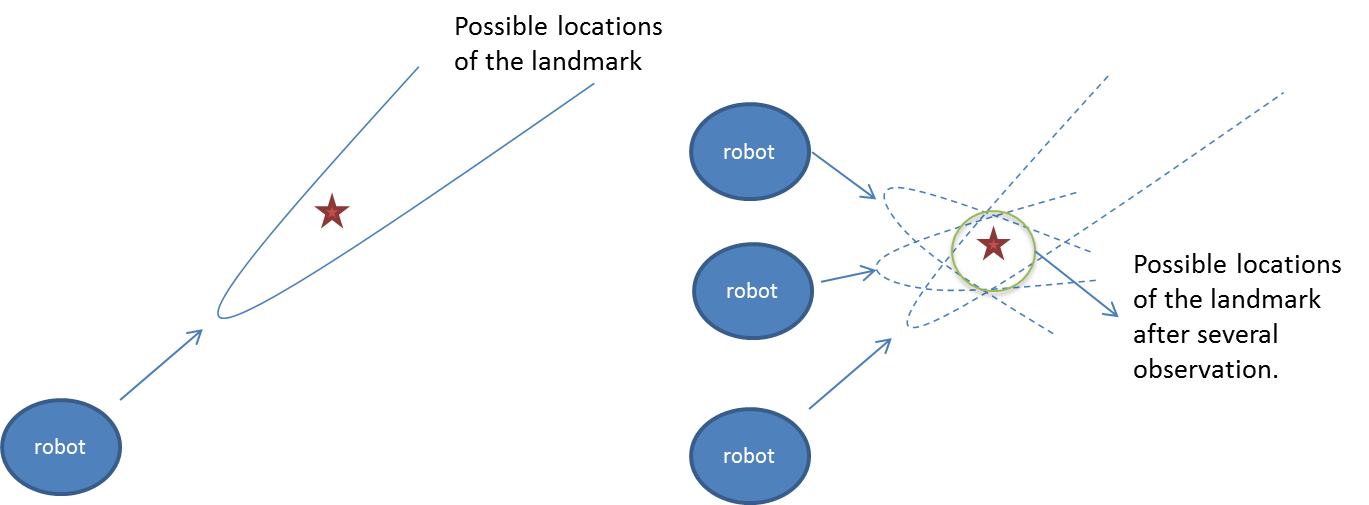 Possible locations
of the landmark
robot
robot
robot
robot
Possible locations
of the landmark
after several
observation.